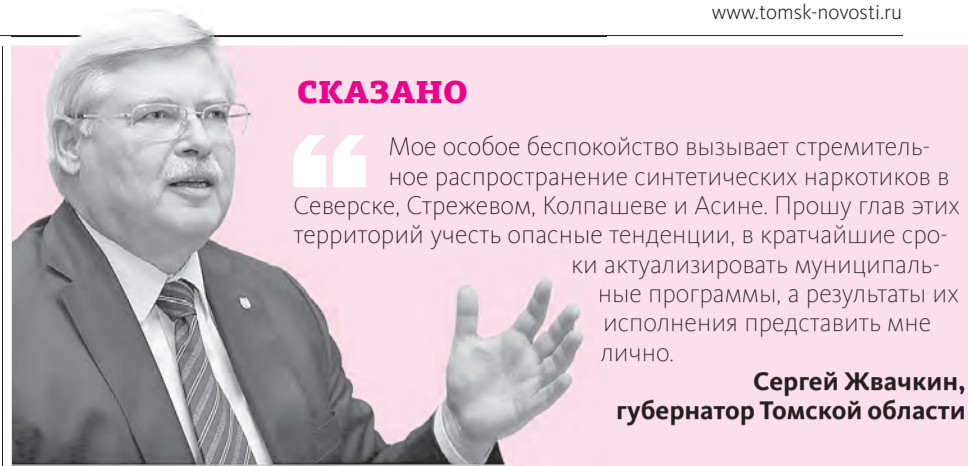 www.tomsk-novosti.ru
СКАЗАНО
Мое особое беспокойство вызывает стремитель-
ное распространение синтетических наркотиков в
Северске, Стрежевом, Колпашеве и Асине. Прошу глав этих
территорий учесть опасные тенденции, в кратчайшие сро-
ки актуализировать муниципаль-
ные программы, а результаты их
исполнения представить мне
лично.
Сергей Жвачкин,
губернатор Томской области